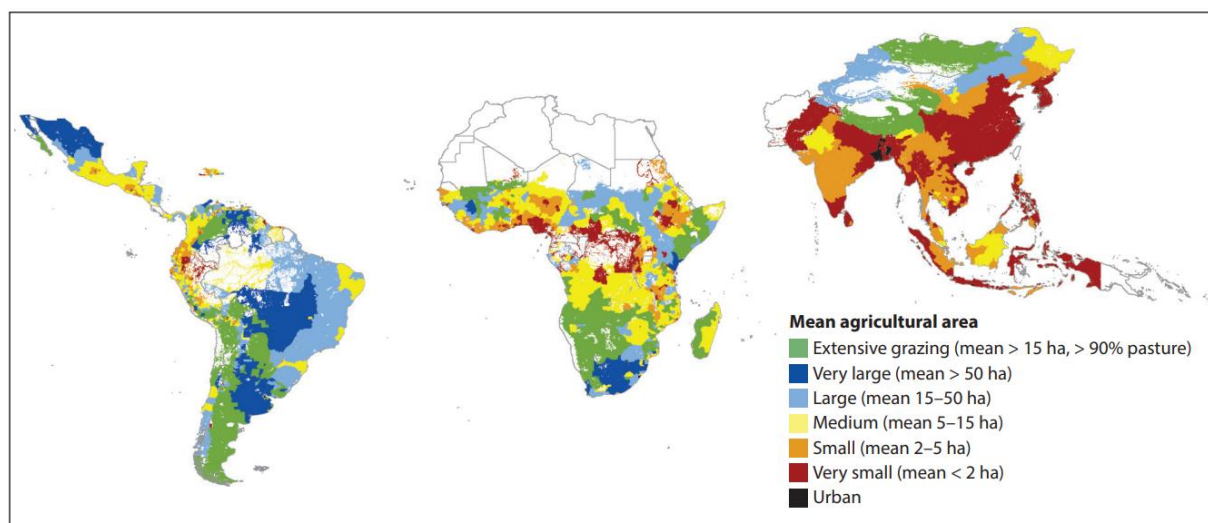 Mean agricultural area
Extensive grazing (mean > 15 ha, > 90% pasture)
Very large (mean > 50 ha)
Large (mean 15–50 ha)
Medium (mean 5–15 ha)
Small (mean 2–5 ha)
Very small (mean < 2 ha)
Urban